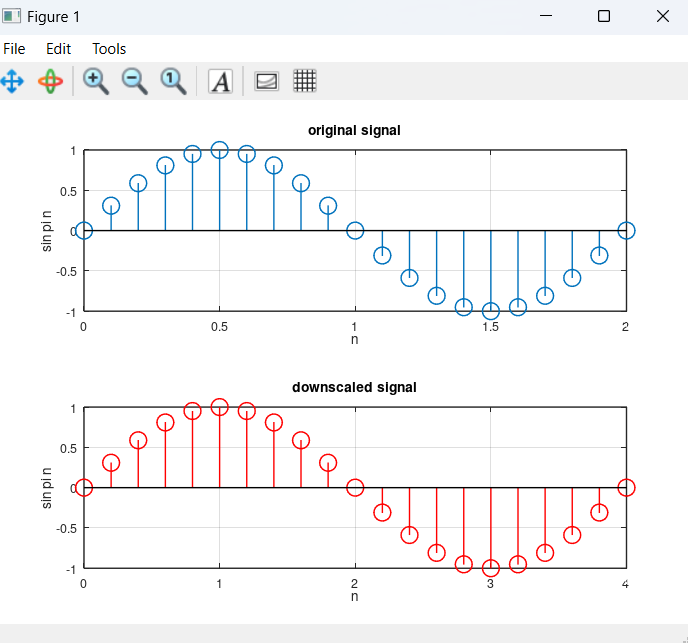 Figure 1
File Edit Tools
1
A
original signal
1
0.5
0
-0.5
-1
sin pi n
0 0.5 1 1.5 2
n
downscaled signal
1
0.5
0
-0.5
-1
sin pi n
0 1 2 3 4
n